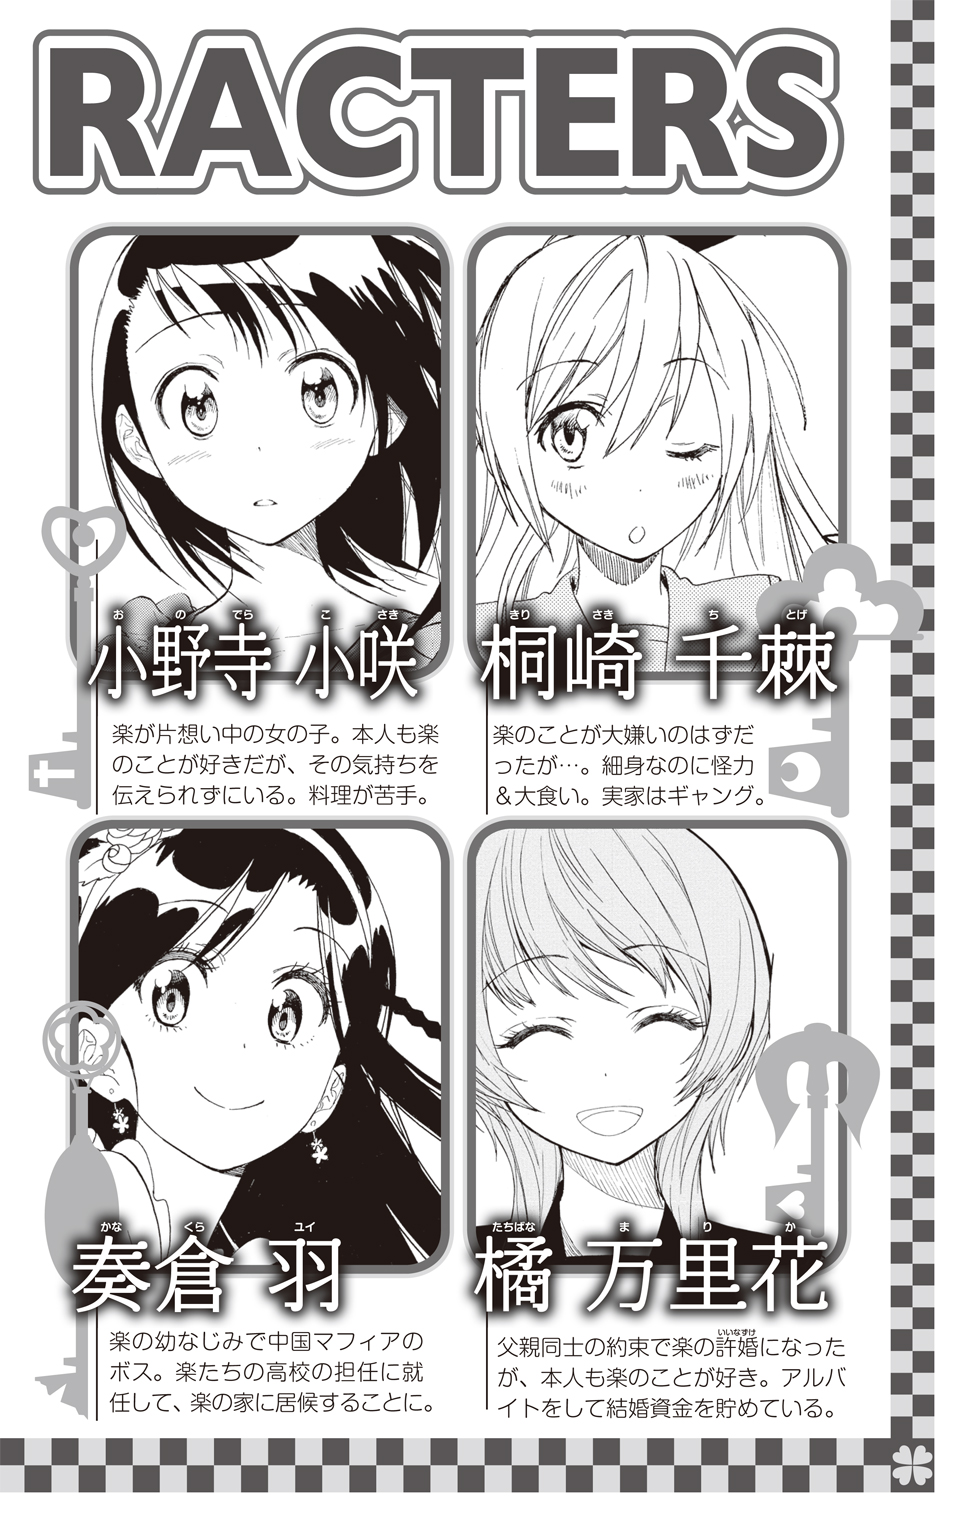 RACTERS
きり さき ち とげ
桐崎 千棘
楽のことが大嫌いのはずだ
ったが…。細身なのに怪力
＆大食い。実家はギャング。
お の でら こ さき
小野寺 小咲
楽が片想い中の女の子。本人も楽
のことが好きだが、その気持ちを
伝えられずにいる。料理が苦手。
たちばな ま り か
橘 万里花
いいなずけ
父親同士の約束で楽の許婚になった
が、本人も楽のことが好き。アルバ
イトをして結婚資金を貯めている。
かな くら ユイ
奏倉 羽
楽の幼なじみで中国マフィアの
ボス。楽たちの高校の担任に就
任して、楽の家に居候することに。